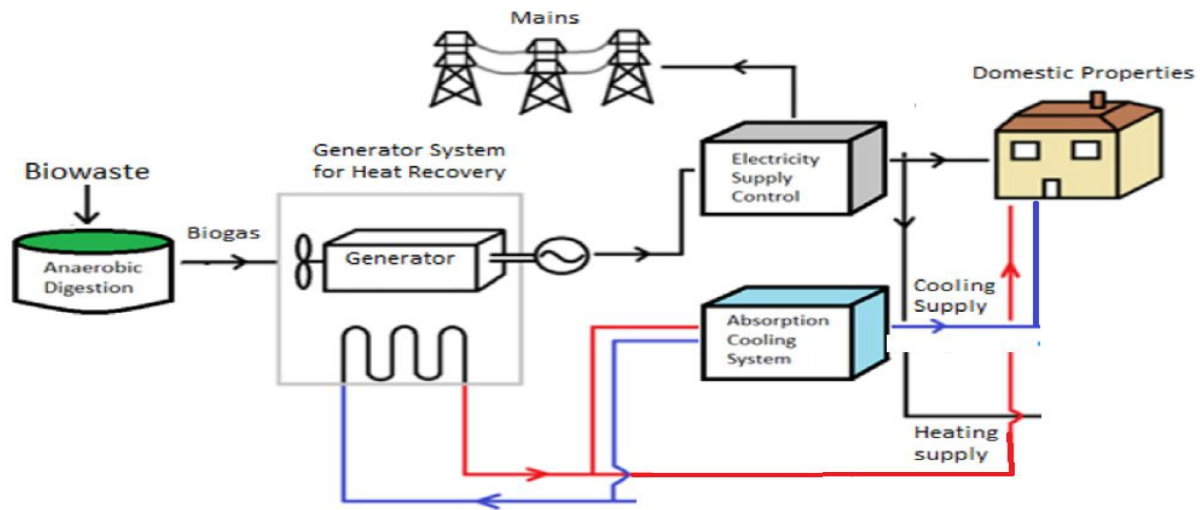 Mains
Domestic Properties
Generator System
for Heat Recovery
Electricity
Supply
Control
Biowaste
Biogas
Anaerobic
Digestion
Generator
Cooling
Supply
Absorption
Cooling
System
Heating
supply